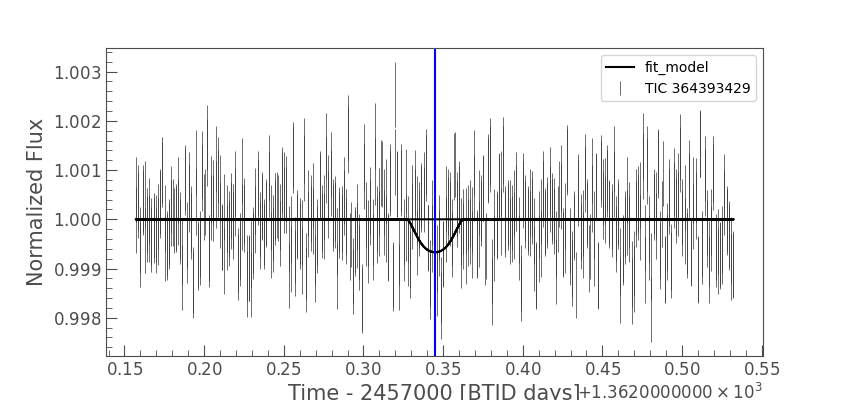 1.003
1.002
1.001
1.000
0.999
0.998
Normalized Flux
fit_model
TIC 364393429
0.15 0.20 0.25 0.30 0.35 0.40 0.45 0.50 0.55
Time - 2457000 [BTJD days]
+1.3620000000 × 10³